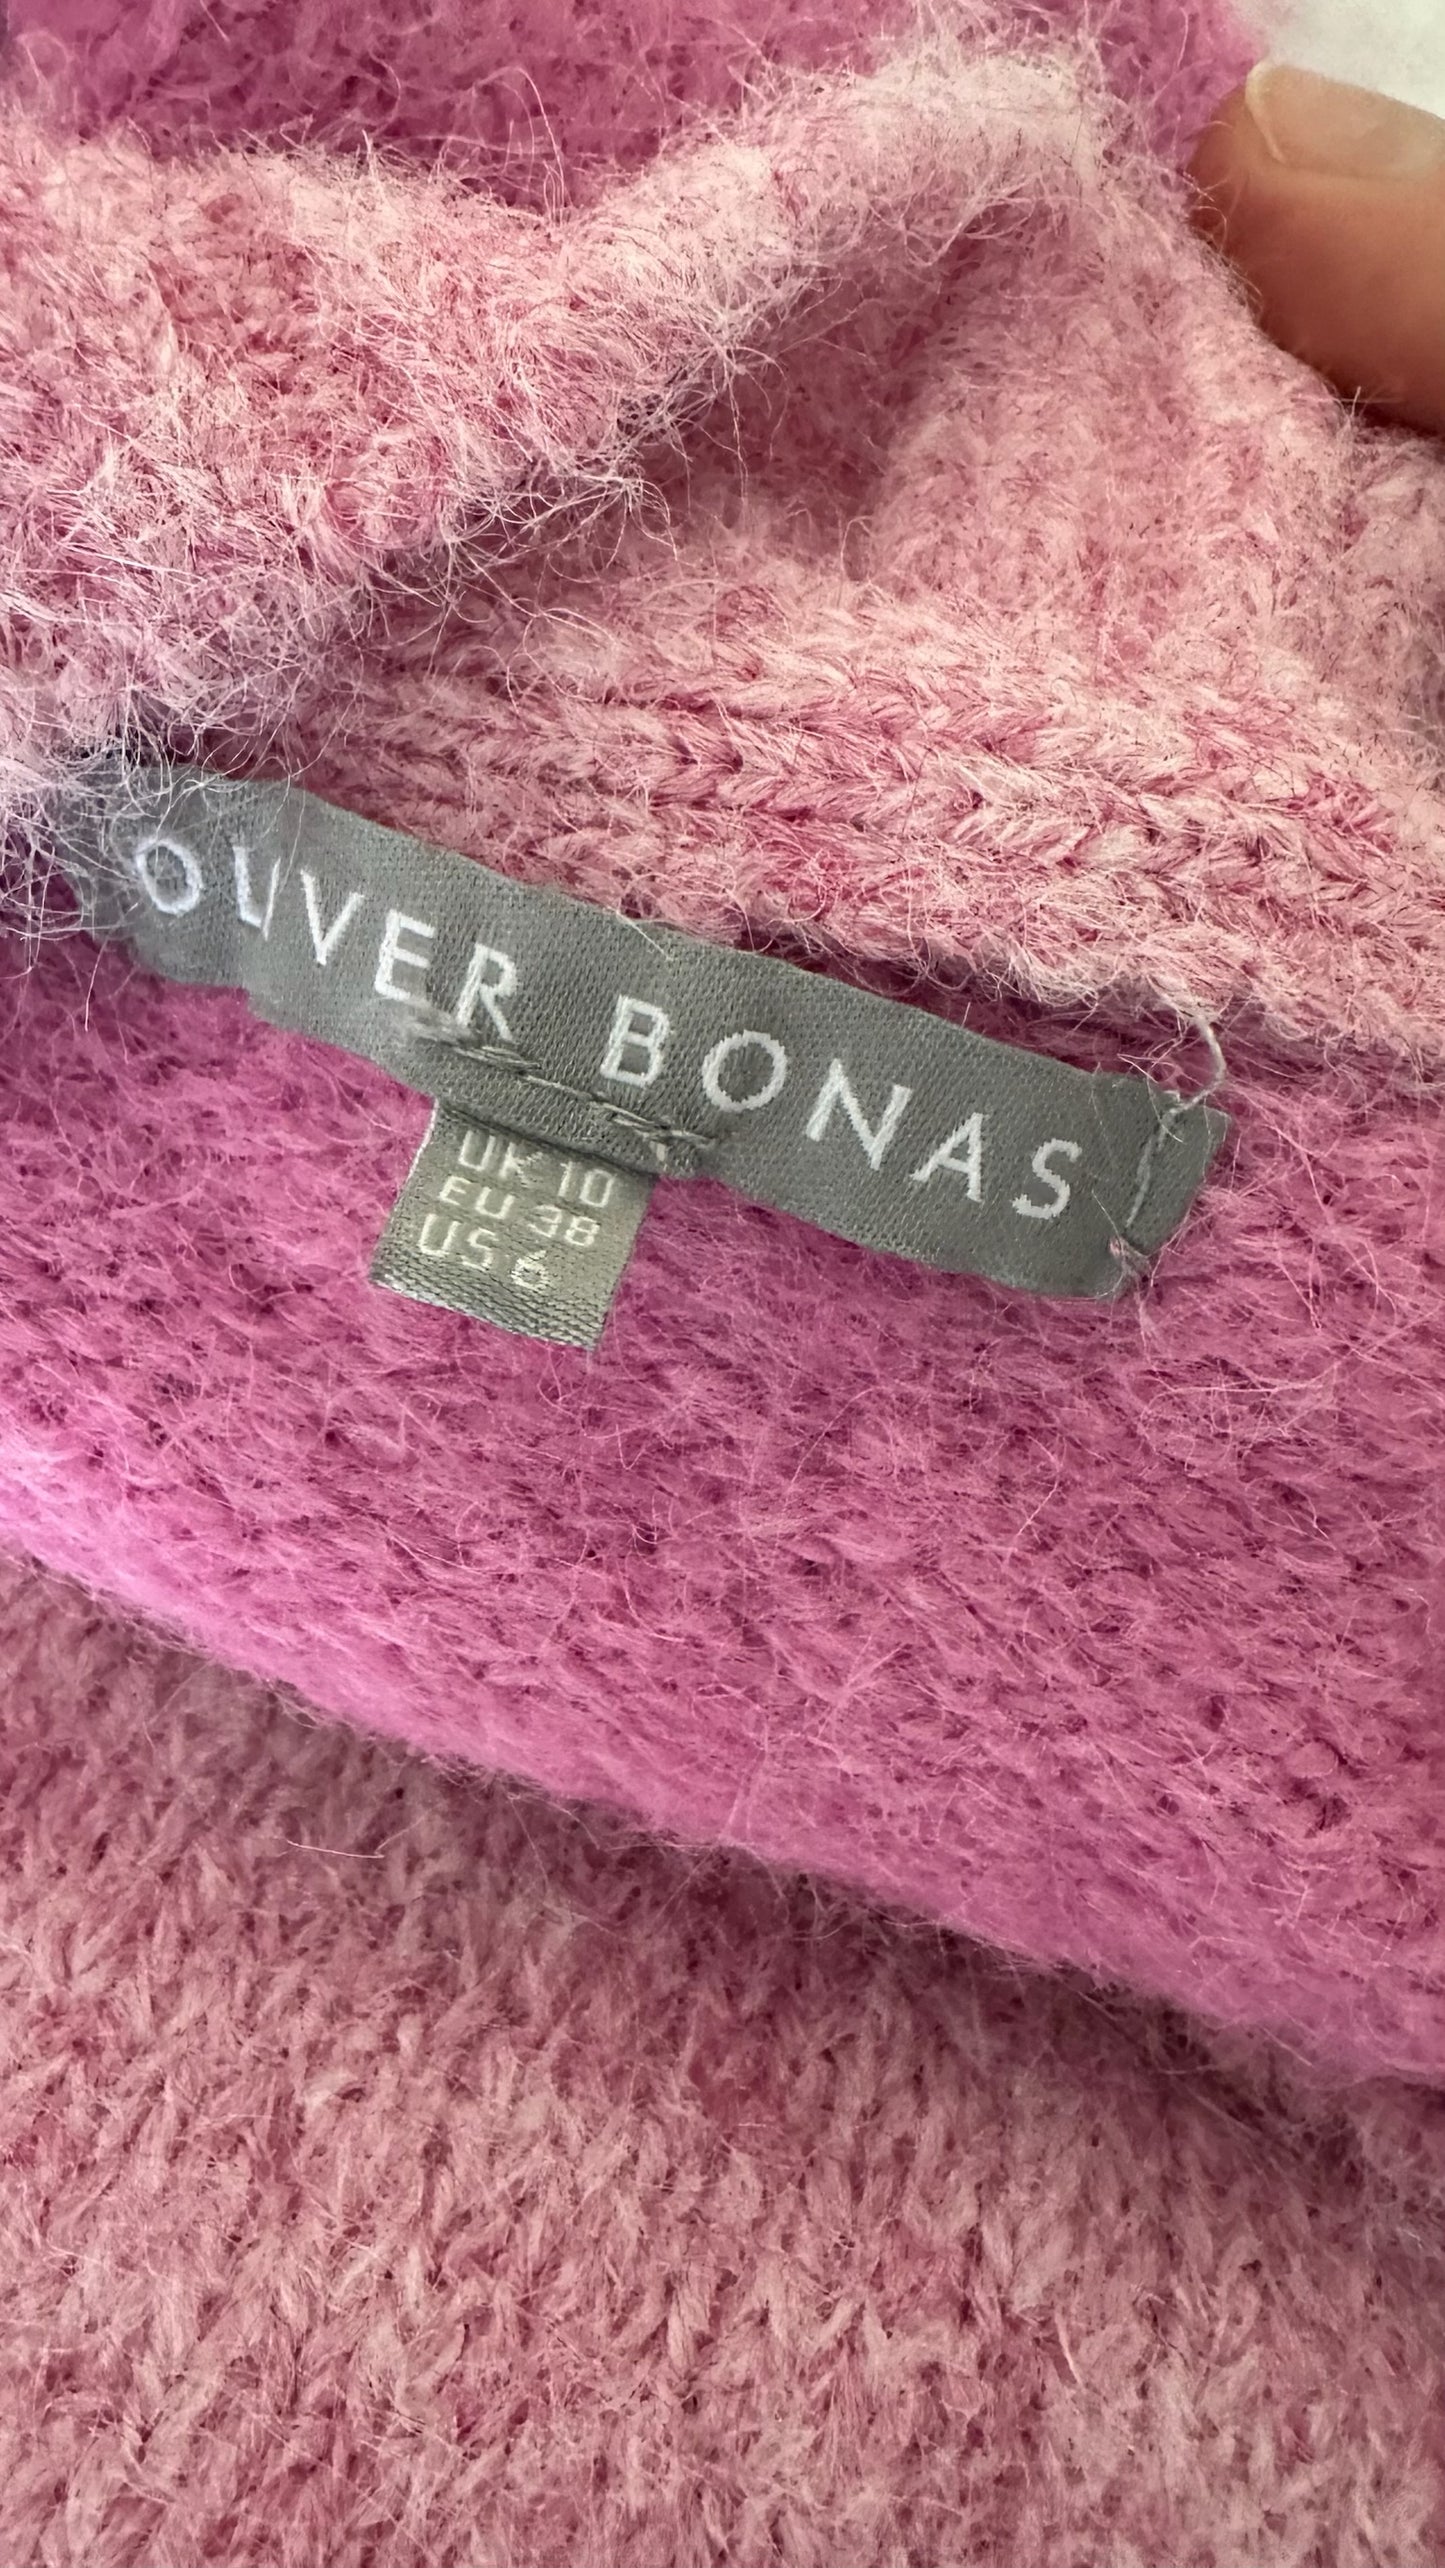 OLIVER BONAS
UK 10
EU 38
US 6